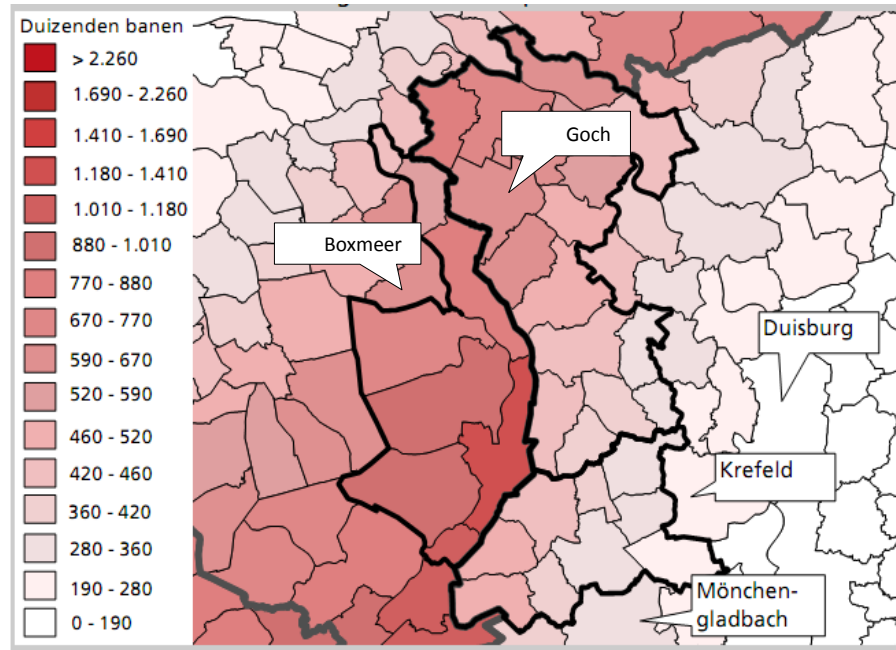 Duizenden banen
> 2.260
1.690 - 2.260
1.410 - 1.690
1.180 - 1.410
1.010 - 1.180
880 - 1.010
770 - 880
670 - 770
590 - 670
520 - 590
460 - 520
420 - 460
360 - 420
280 - 360
190 - 280
0 - 190
Goch
Boxmeer
Duisburg
Krefeld
Mönchen-
gladbach